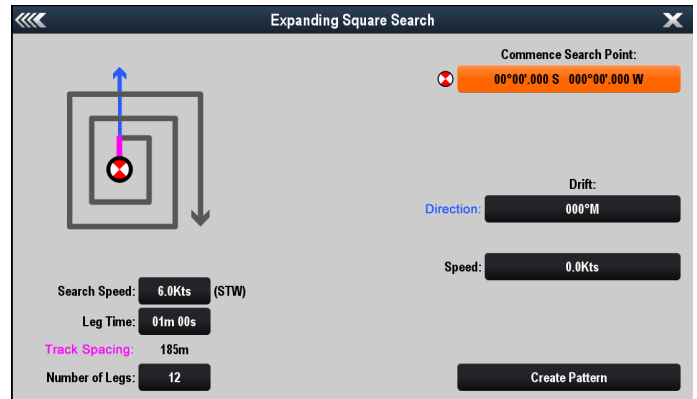 Expanding Square Search
Commence Search Point:
00°00'.000 S 000°00'.000 W
Drift:
Direction: 000°M
Speed: 0.0Kts
Search Speed: 6.0Kts (STW)
Leg Time: 01m 00s
Track Spacing: 185m
Number of Legs: 12
Create Pattern